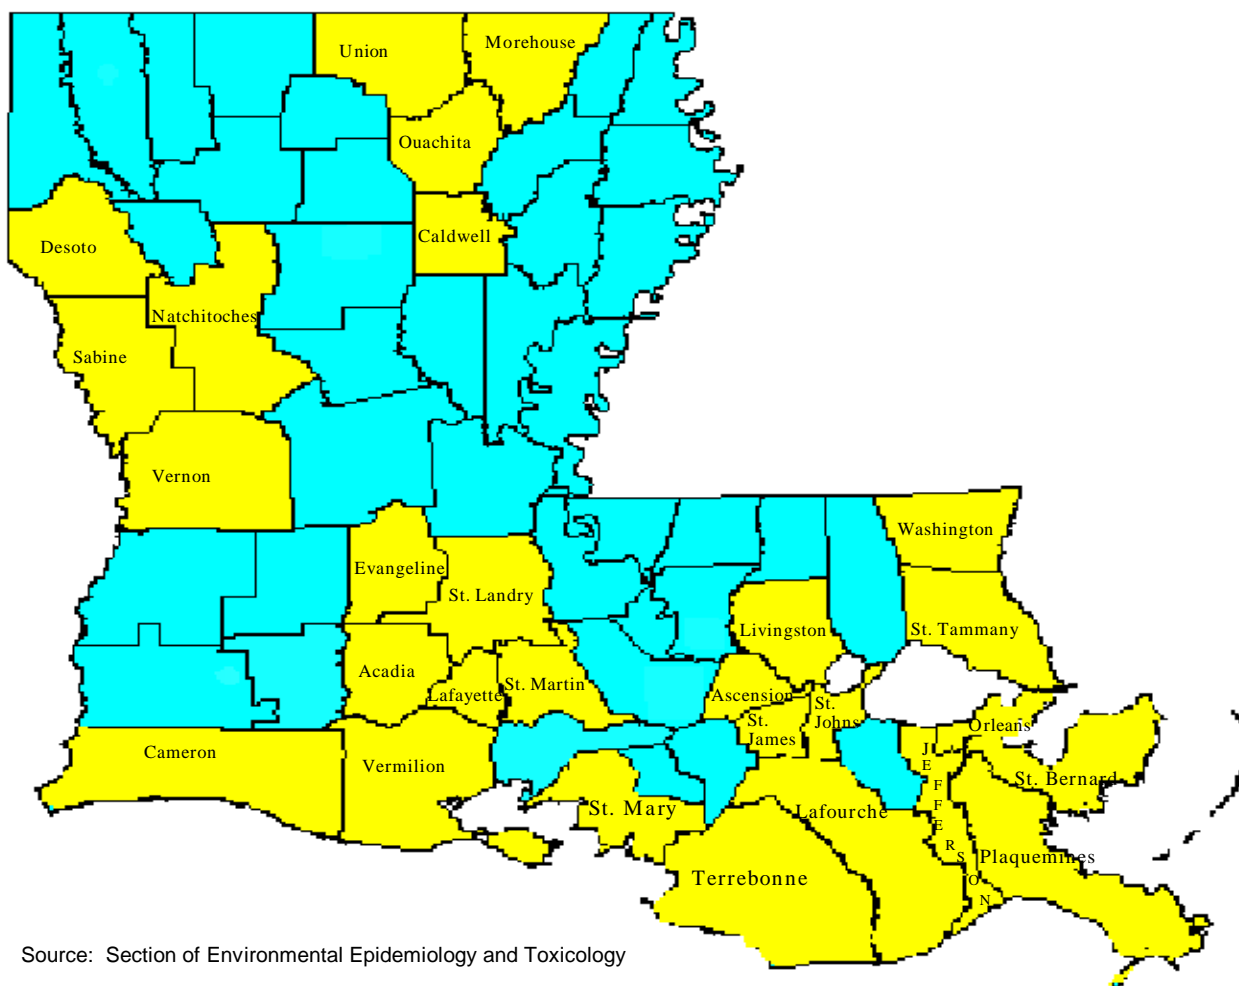 Union
Morehouse
Ouachita
Caldwell
Desoto
Natchitoches
Sabine
Vernon
Washington
Evangeline
St. Landry
Livingston
St. Tammany
Acadia
Lafayette
St. Martin
Ascension
St.
Johns
St.
James
Orleans
Cameron
Vermilion
JEFFERSON
St. Bernard
St. Mary
Lafourche
Plaquemines
Terrebonne
Source: Section of Environmental Epidemiology and Toxicology